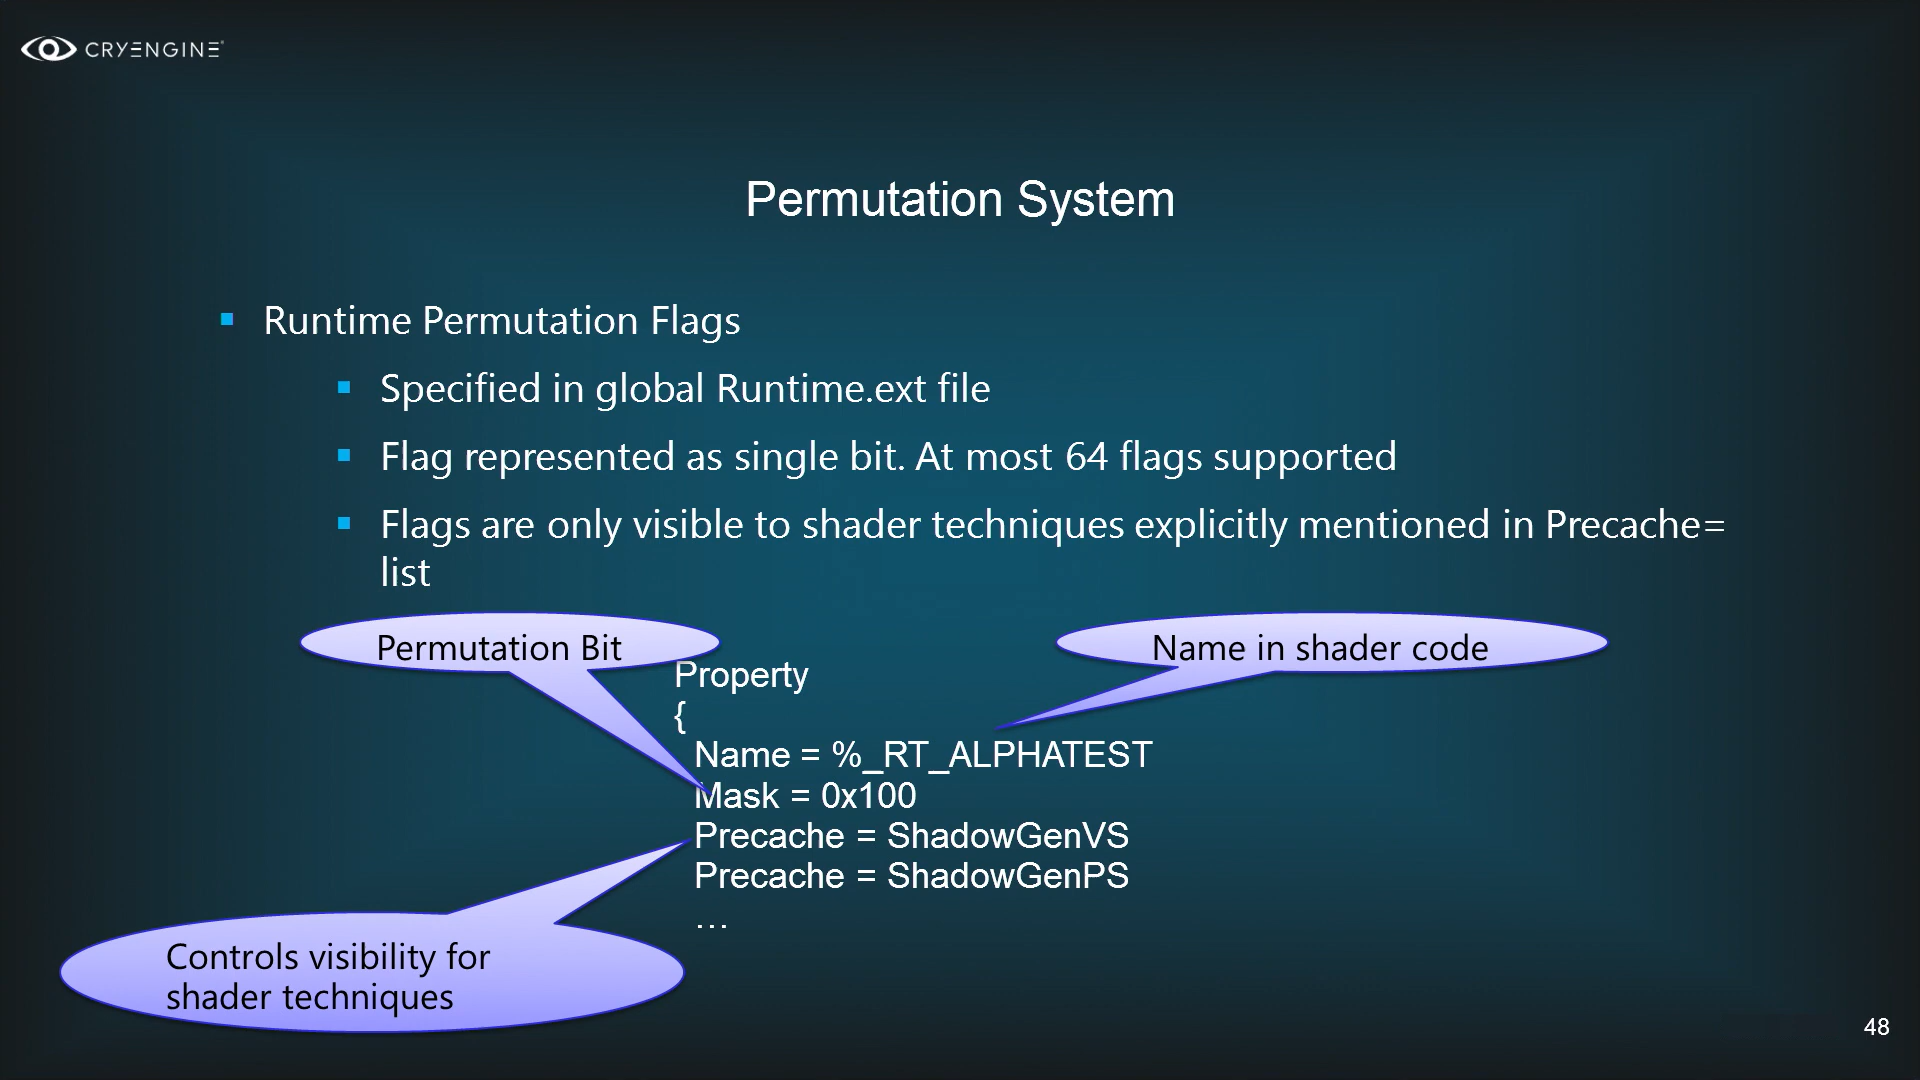 CRYENGINE
Permutation System
Runtime Permutation Flags
Specified in global Runtime.ext file
Flag represented as single bit. At most 64 flags supported
Flags are only visible to shader techniques explicitly mentioned in Precache=
list
Permutation Bit
Name in shader code
Property
{
Name = %_RT_ALPHATEST
Mask = 0x100
Precache = ShadowGenVS
Precache = ShadowGenPS
…
Controls visibility for
shader techniques
48